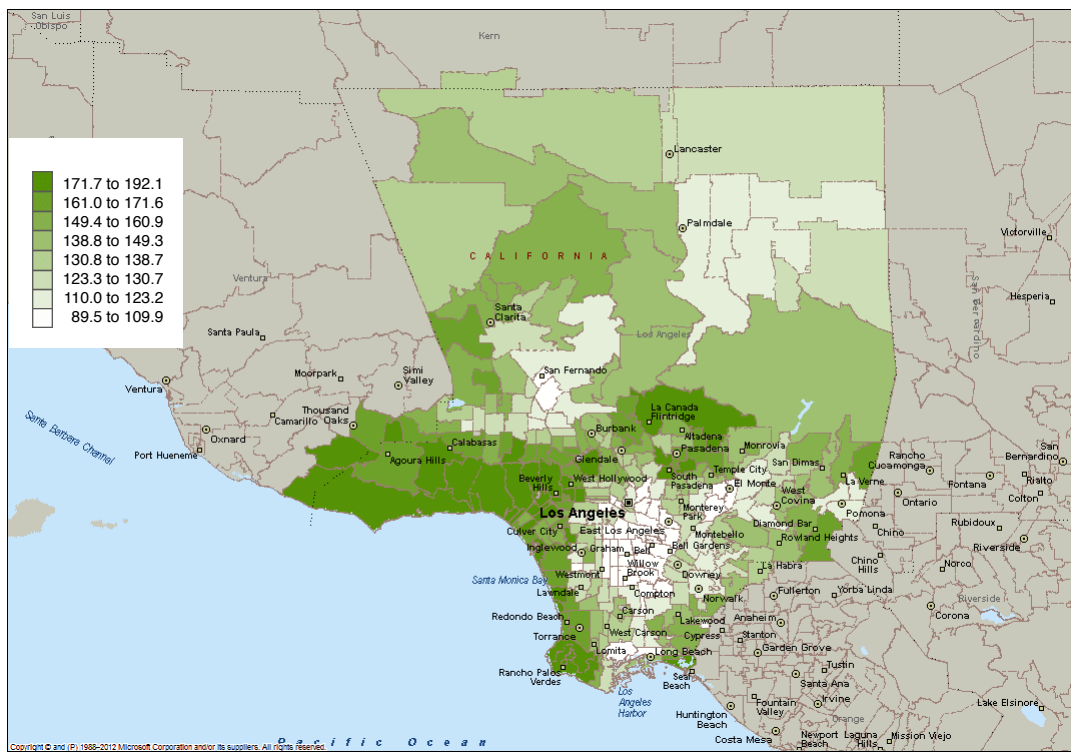 San Luis
Obispo
Kern
171.7 to 192.1
161.0 to 171.6
149.4 to 160.9
138.8 to 149.3
130.8 to 138.7
123.3 to 130.7
110.0 to 123.2
89.5 to 109.9
Lancaster
Palmdale
Victorville
CALIFORNIA
Ventura
San Bernardino
Hesperia
Santa
Clarita
Los Angeles
Santa Paula
Simi
Valley
Moorpark
San Fernando
Ventura
Thousand
Oaks
Camarillo
La Canada
Flintridge
Santa Barbara Channel
Oxnard
Port Hueneme
Calabasas
Agoura Hills
Burbank
Altadena
Pasadena
Monrovia
Glendale
San Dimas
Rancho
Cucamonga
San
Bernardino
Beverly
Hills
West Hollywood
South
Pasadena
Temple City
El Monte
West
Covina
La Verne
Fontana
Rialto
Colton
Ontario
Pomona
Los Angeles
Monterey
Park
Culver City
East Los Angeles
Montebello
Diamond Bar
Rowland Heights
Chino
Rubidoux
Riverside
Inglewood
Graham
Bell
Bell Gardens
Willow
Brook
Westmont
Downey
La Habra
Chino
Hills
Norco
Santa Monica Bay
Lawndale
Compton
Norwalk
Fullerton
Yorba Linda
Riverside
Corona
Redondo Beach
Carson
Lakewood
Anaheim
Torrance
West Carson
Cypress
Stanton
Garden Grove
Lomita
Long Beach
Rancho Palos
Verdes
Seal
Beach
Tustin
Santa Ana
Los
Angeles
Harbor
Fountain
Valley
Irvine
Huntington
Beach
Orange
Lake Elsinore
Costa Mesa
Newport
Beach
Laguna
Hills
Mission Viejo
Pacific Ocean
Copyright © and (P) 1988–2012 Microsoft Corporation and/or its suppliers. All rights reserved.